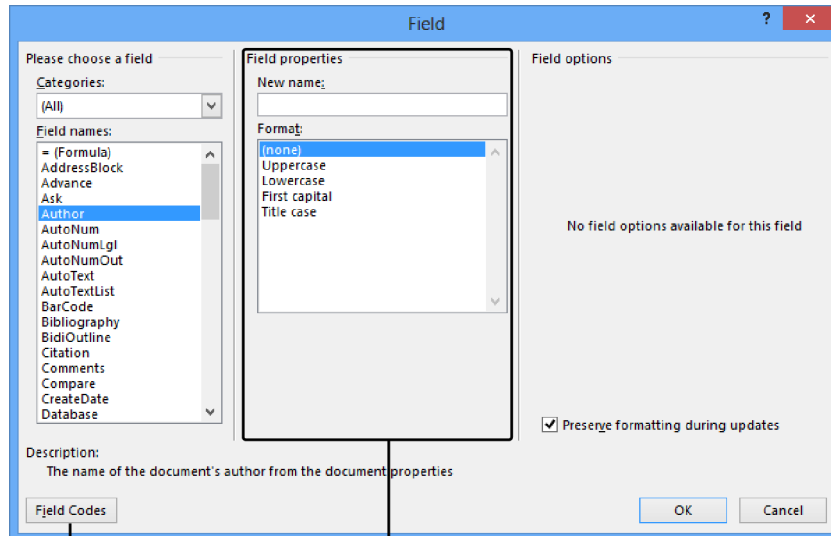 Field
? ×
Please choose a field
Categories:
(All)
Field names:
= (Formula)
AddressBlock
Advance
Ask
Author
AutoNum
AutoNumLgl
AutoNumOut
AutoText
AutoTextList
BarCode
Bibliography
BidiOutline
Citation
Comments
Compare
CreateDate
Database
Field properties
New name:
Format:
(none)
Uppercase
Lowercase
First capital
Title case
Field options
No field options available for this field
Preserve formatting during updates
Description:
The name of the document's author from the document properties
Field Codes
OK
Cancel